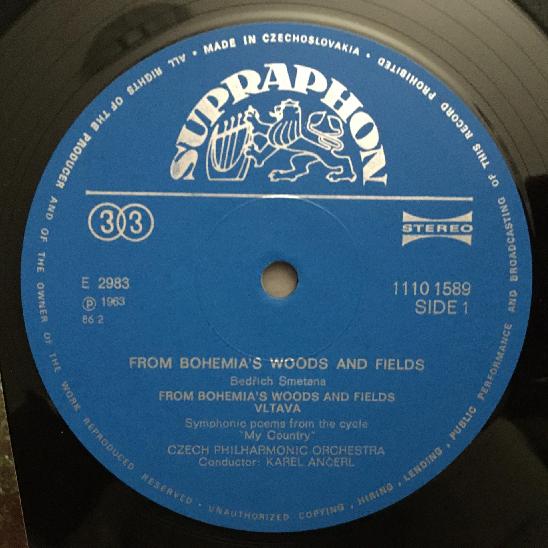 MADE IN CZECHOSLOVAKIA • ALL RIGHTS OF THE PRODUCER AND OF THE OWNER OF THE WORK REPRODUCED RESERVED • UNAUTHORIZED COPYING, HIRING, LENDING, PUBLIC PERFORMANCE AND BROADCASTING OF THIS RECORD PROHIBITED •
SUPRAPHON
33
STEREO
E 2983
℗ 1963
86 2
1110 1589
SIDE 1
FROM BOHEMIA'S WOODS AND FIELDS
Bedřich Smetana
FROM BOHEMIA'S WOODS AND FIELDS
VLTAVA
Symphonic poems from the cycle
"My Country"
CZECH PHILHARMONIC ORCHESTRA
Conductor: KAREL ANČERL